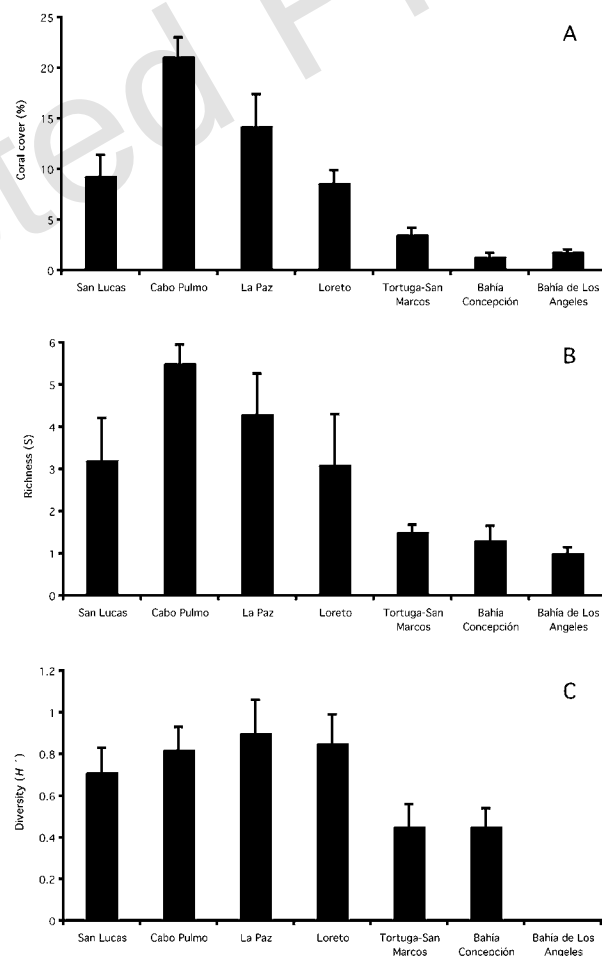 A
25
20
15
10
5
0
Coral cover (%)
San Lucas Cabo Pulmo La Paz Loreto Tortuga-San Marcos Bahía Concepción Bahía de Los Angeles
B
6
5
4
3
2
1
0
Richness (S)
San Lucas Cabo Pulmo La Paz Loreto Tortuga-San Marcos Bahía Concepción Bahía de Los Angeles
C
1.2
1
0.8
0.6
0.4
0.2
0
Diversity (H´)
San Lucas Cabo Pulmo La Paz Loreto Tortuga-San Marcos Bahía Concepción Bahía de Los Angeles